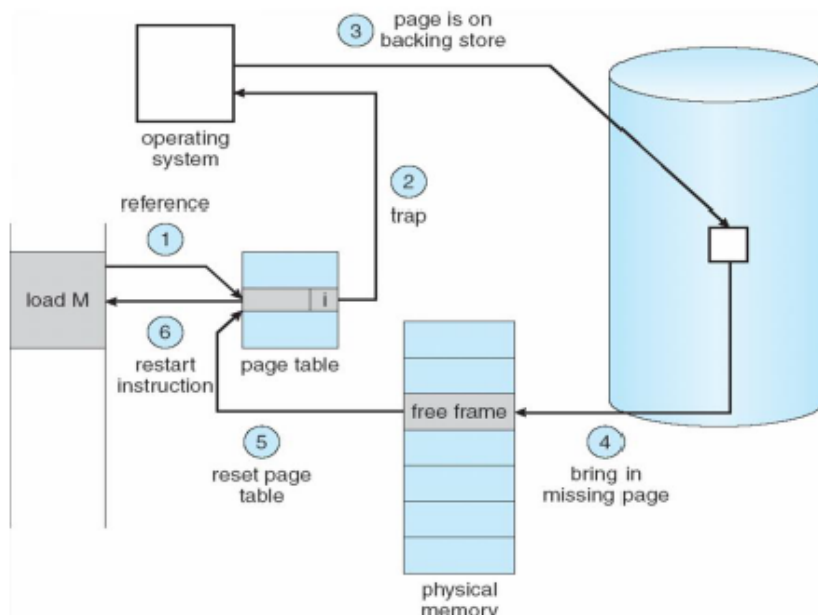 3
page is on
backing store
operating
system
2
trap
reference
1
load M
i
6
restart
instruction
page table
free frame
5
reset page
table
4
bring in
missing page
physical
memory